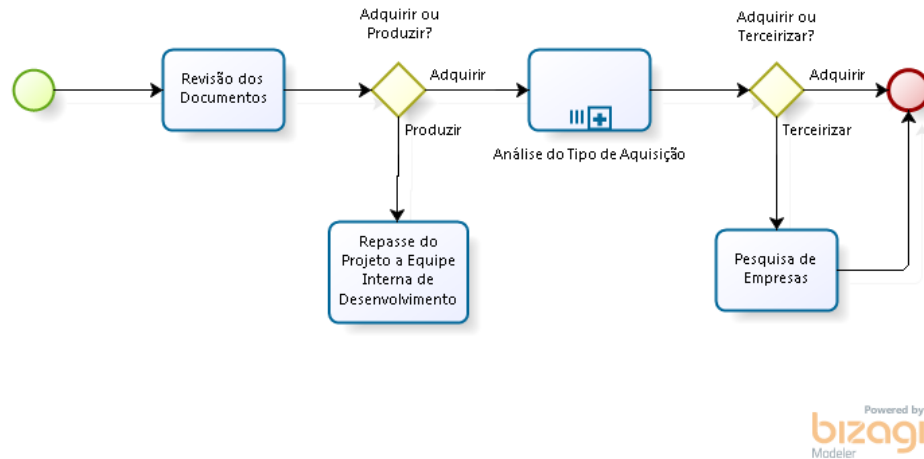 Adquirir ou
Produzir?
Adquirir ou
Terceirizar?
Revisão dos
Documentos
Adquirir
Adquirir
Produzir
Terceirizar
Análise do Tipo de Aquisição
Repasse do
Projeto a Equipe
Interna de
Desenvolvimento
Pesquisa de
Empresas
Powered by
bizagi
Modeler